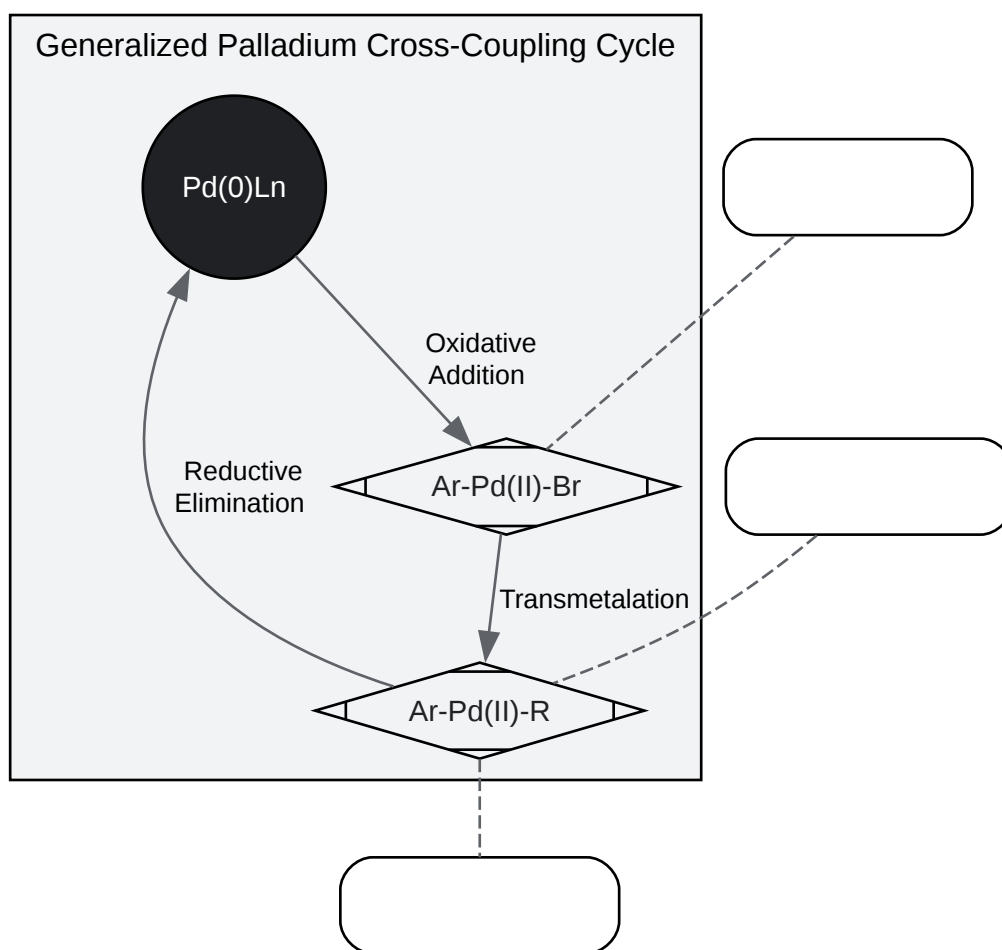 Generalized Palladium Cross-Coupling Cycle
Pd(0)Ln
Oxidative
Addition
Reductive
Elimination
Ar-Pd(II)-Br
Transmetalation
Ar-Pd(II)-R